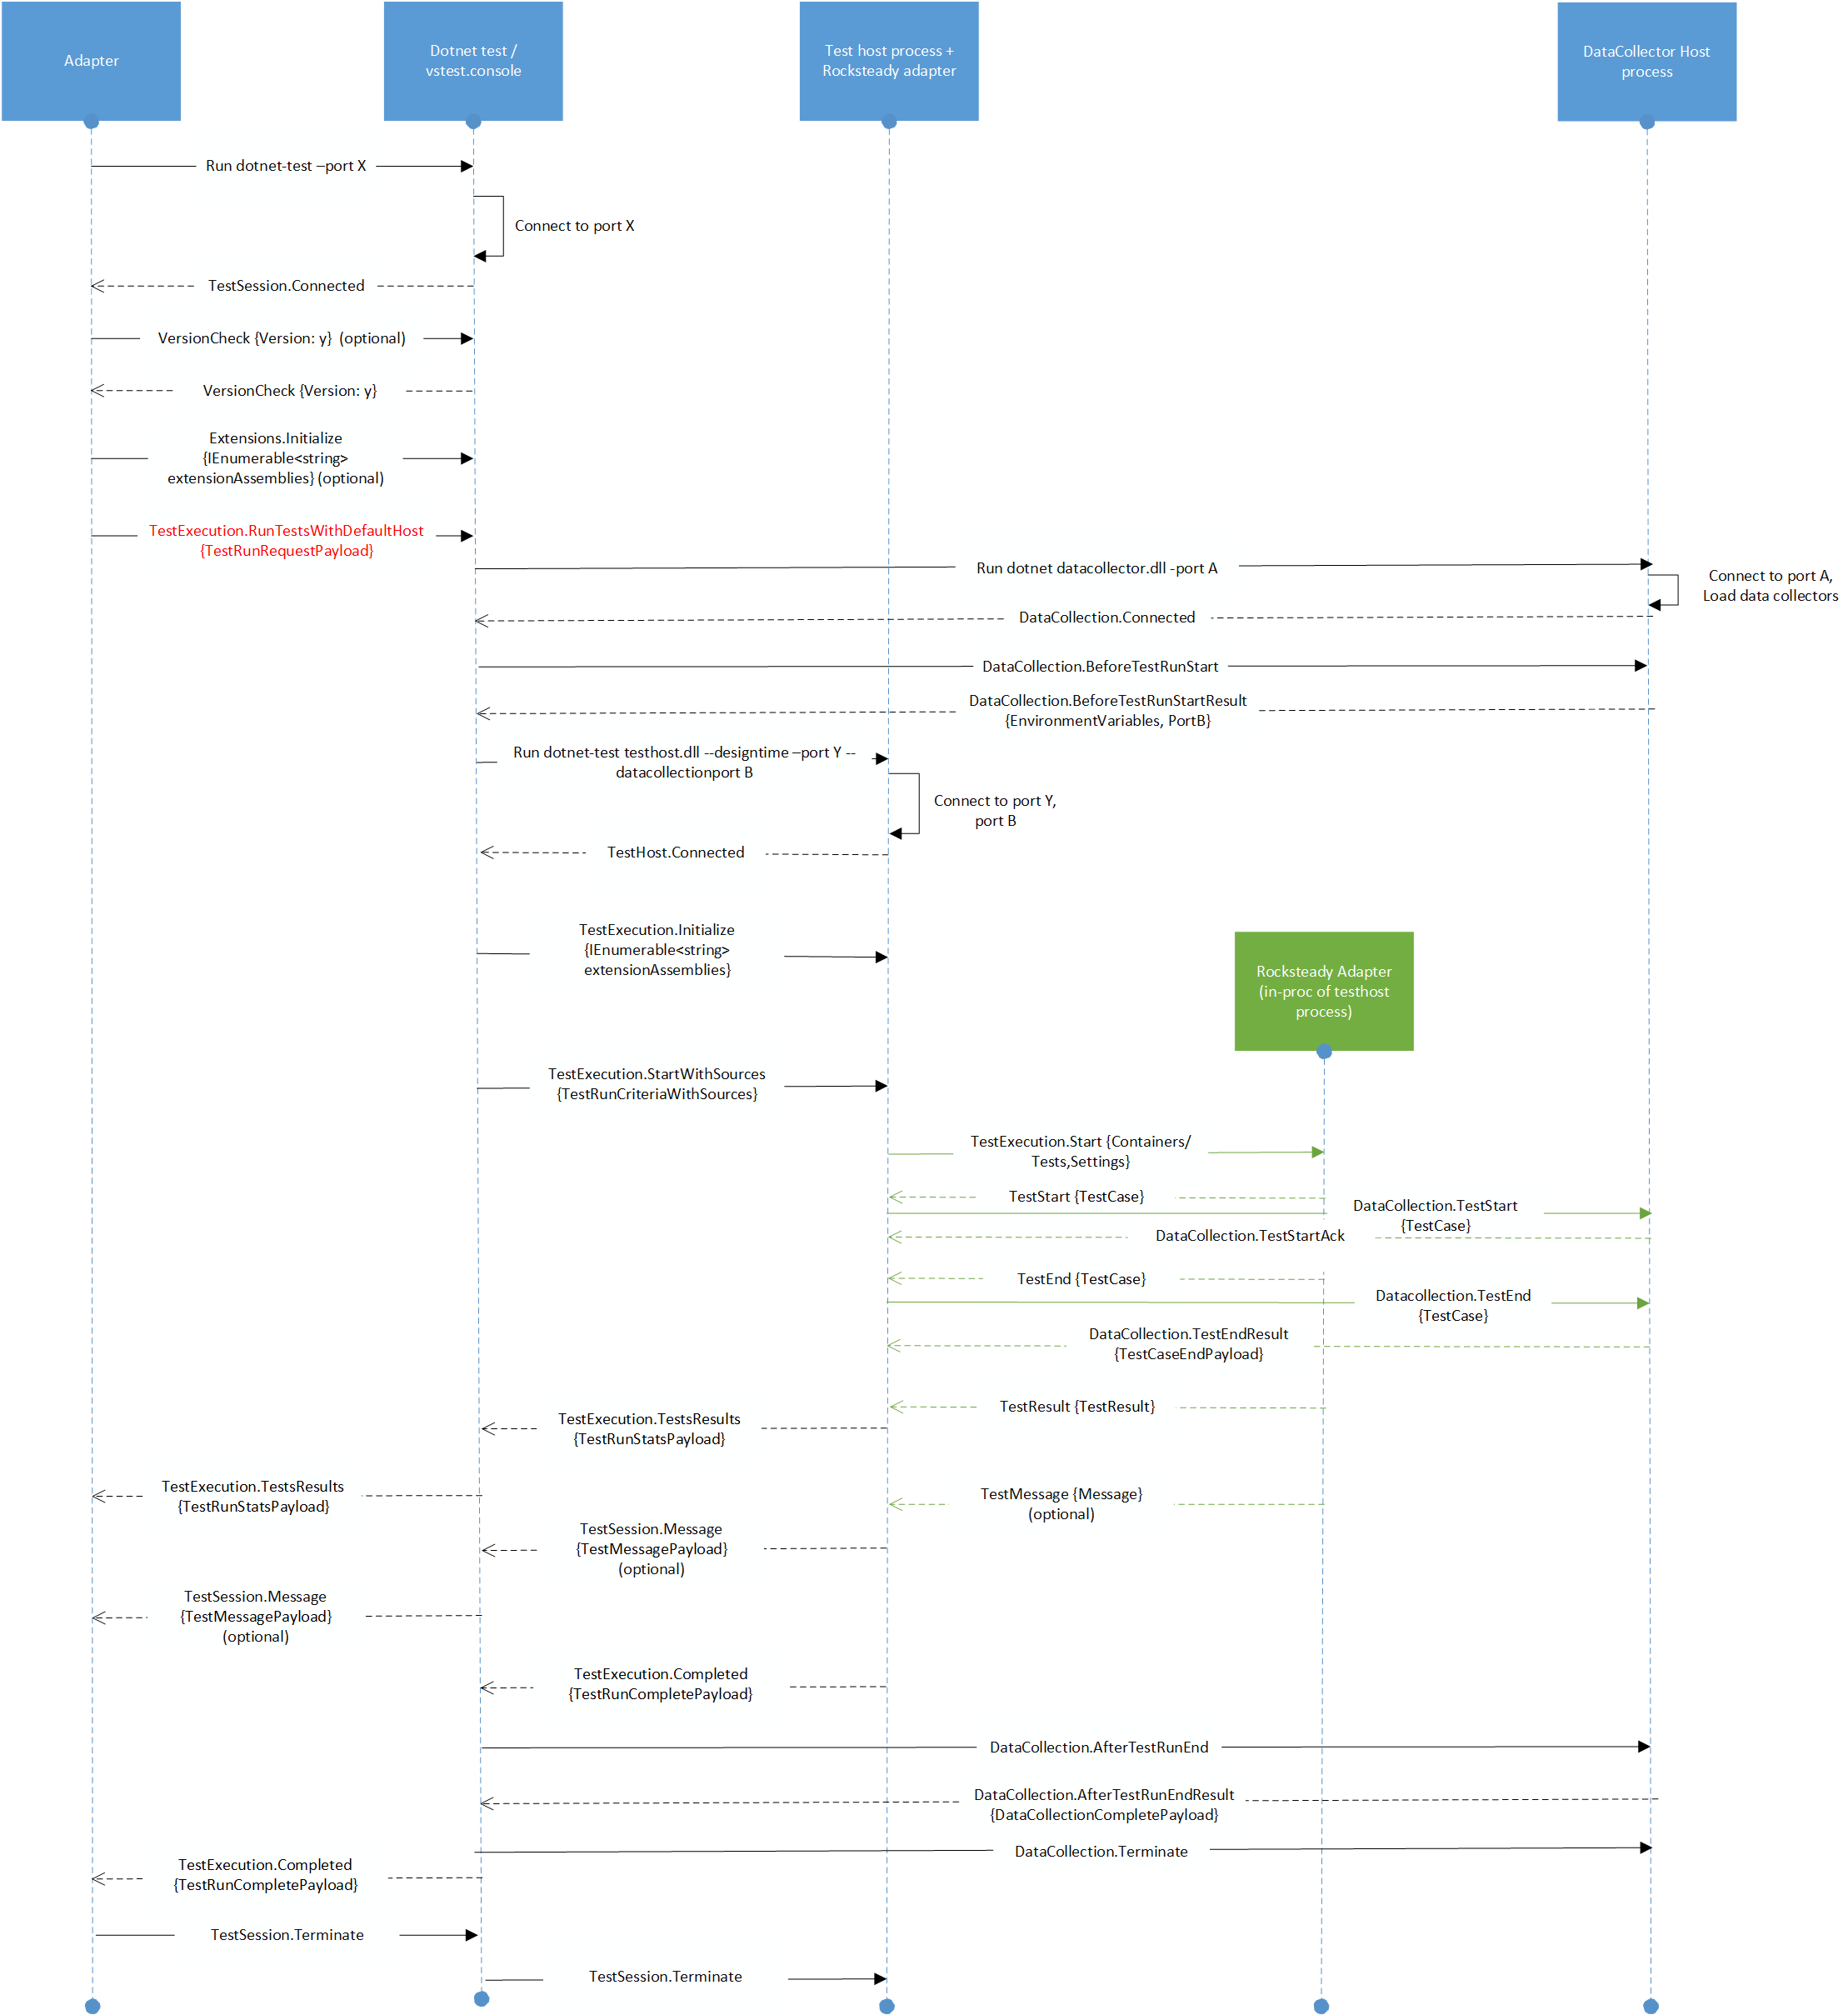 Adapter
Dotnet test /
vstest.console
Test host process +
Rocksteady adapter
DataCollector Host
process
Run dotnet-test –port X
Connect to port X
TestSession.Connected
VersionCheck {Version: y}  (optional)
VersionCheck {Version: y}
Extensions.Initialize
{IEnumerable<string>
extensionAssemblies} (optional)
TestExecution.RunTestsWithDefaultHost
{TestRunRequestPayload}
Run dotnet datacollector.dll -port A
Connect to port A,
Load data collectors
DataCollection.Connected
DataCollection.BeforeTestRunStart
DataCollection.BeforeTestRunStartResult
{EnvironmentVariables, PortB}
Run dotnet-test testhost.dll --designtime –port Y --
datacollectionport B
Connect to port Y,
port B
TestHost.Connected
TestExecution.Initialize
{IEnumerable<string>
extensionAssemblies}
Rocksteady Adapter
(in-proc of testhost
process)
TestExecution.StartWithSources
{TestRunCriteriaWithSources}
TestExecution.Start {Containers/
Tests,Settings}
TestStart {TestCase}
DataCollection.TestStart
{TestCase}
DataCollection.TestStartAck
TestEnd {TestCase}
Datacollection.TestEnd
{TestCase}
DataCollection.TestEndResult
{TestCaseEndPayload}
TestResult {TestResult}
TestExecution.TestsResults
{TestRunStatsPayload}
TestExecution.TestsResults
{TestRunStatsPayload}
TestMessage {Message}
(optional)
TestSession.Message
{TestMessagePayload}
(optional)
TestSession.Message
{TestMessagePayload}
(optional)
TestExecution.Completed
{TestRunCompletePayload}
DataCollection.AfterTestRunEnd
DataCollection.AfterTestRunEndResult
{DataCollectionCompletePayload}
DataCollection.Terminate
TestExecution.Completed
{TestRunCompletePayload}
TestSession.Terminate
TestSession.Terminate